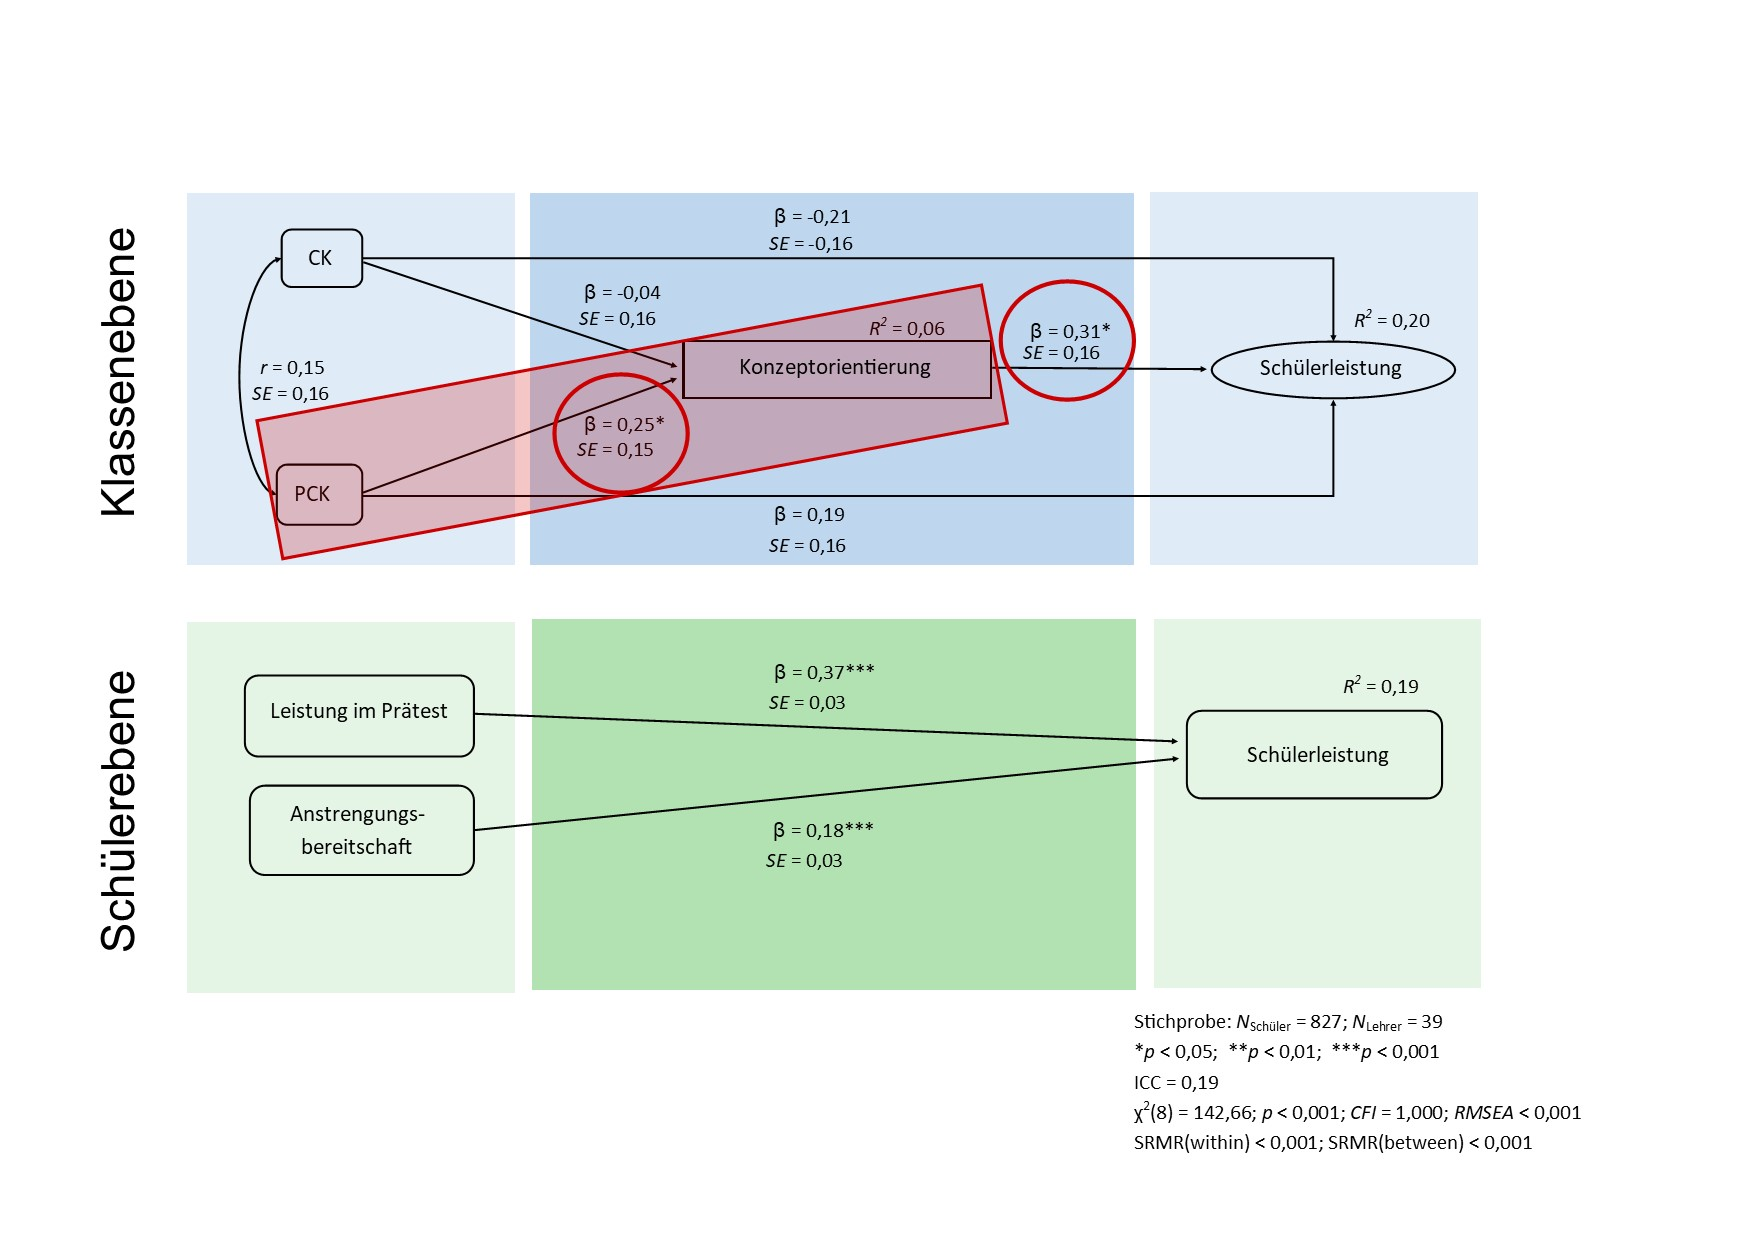 Klassenebene
β = -0,21
SE = -0,16
CK
β = -0,04
SE = 0,16
R² = 0,06
β = 0,31*
SE = 0,16
R² = 0,20
r = 0,15
SE = 0,16
Konzeptorientierung
Schülerleistung
β = 0,25*
SE = 0,15
PCK
β = 0,19
SE = 0,16
Schülerebene
β = 0,37***
SE = 0,03
R² = 0,19
Leistung im Prätest
Schülerleistung
Anstrengungs-
bereitschaft
β = 0,18***
SE = 0,03
Stichprobe: NSchüler = 827; NLehrer = 39
*p < 0,05; **p < 0,01; ***p < 0,001
ICC = 0,19
χ²(8) = 142,66; p < 0,001; CFI = 1,000; RMSEA < 0,001
SRMR(within) < 0,001; SRMR(between) < 0,001